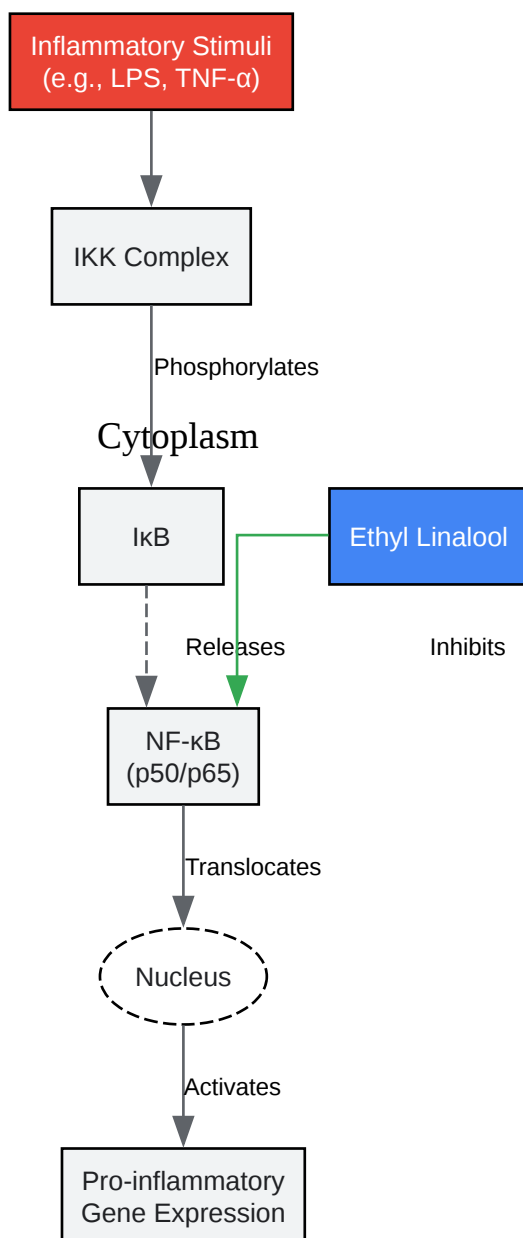 Inflammatory Stimuli
(e.g., LPS, TNF-α)
IKK Complex
Phosphorylates
Cytoplasm
IκB
Ethyl Linalool
Releases
Inhibits
NF-κB
(p50/p65)
Translocates
Nucleus
Activates
Pro-inflammatory
Gene Expression